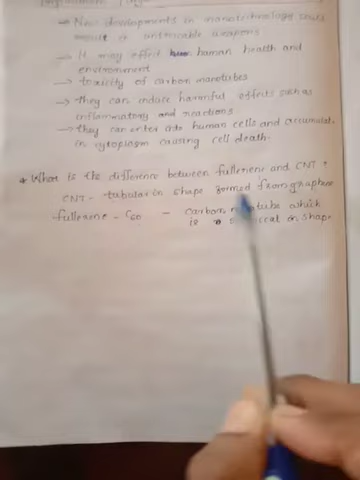 → New developments in nanotechnology could
result in untraceable weapons
→ It may effect human health and
environment
→ toxicity of carbon nanotubes
→ They can induce harmful effects such as
inflammatory and reactions
→ they can enter into human cells and accumulate
in cytoplasm causing cell death.
* What is the difference between fullerene and CNT ?
CNT - tubular in shape formed from graphene
fullerene - C60 - carbon tube which
is in shape